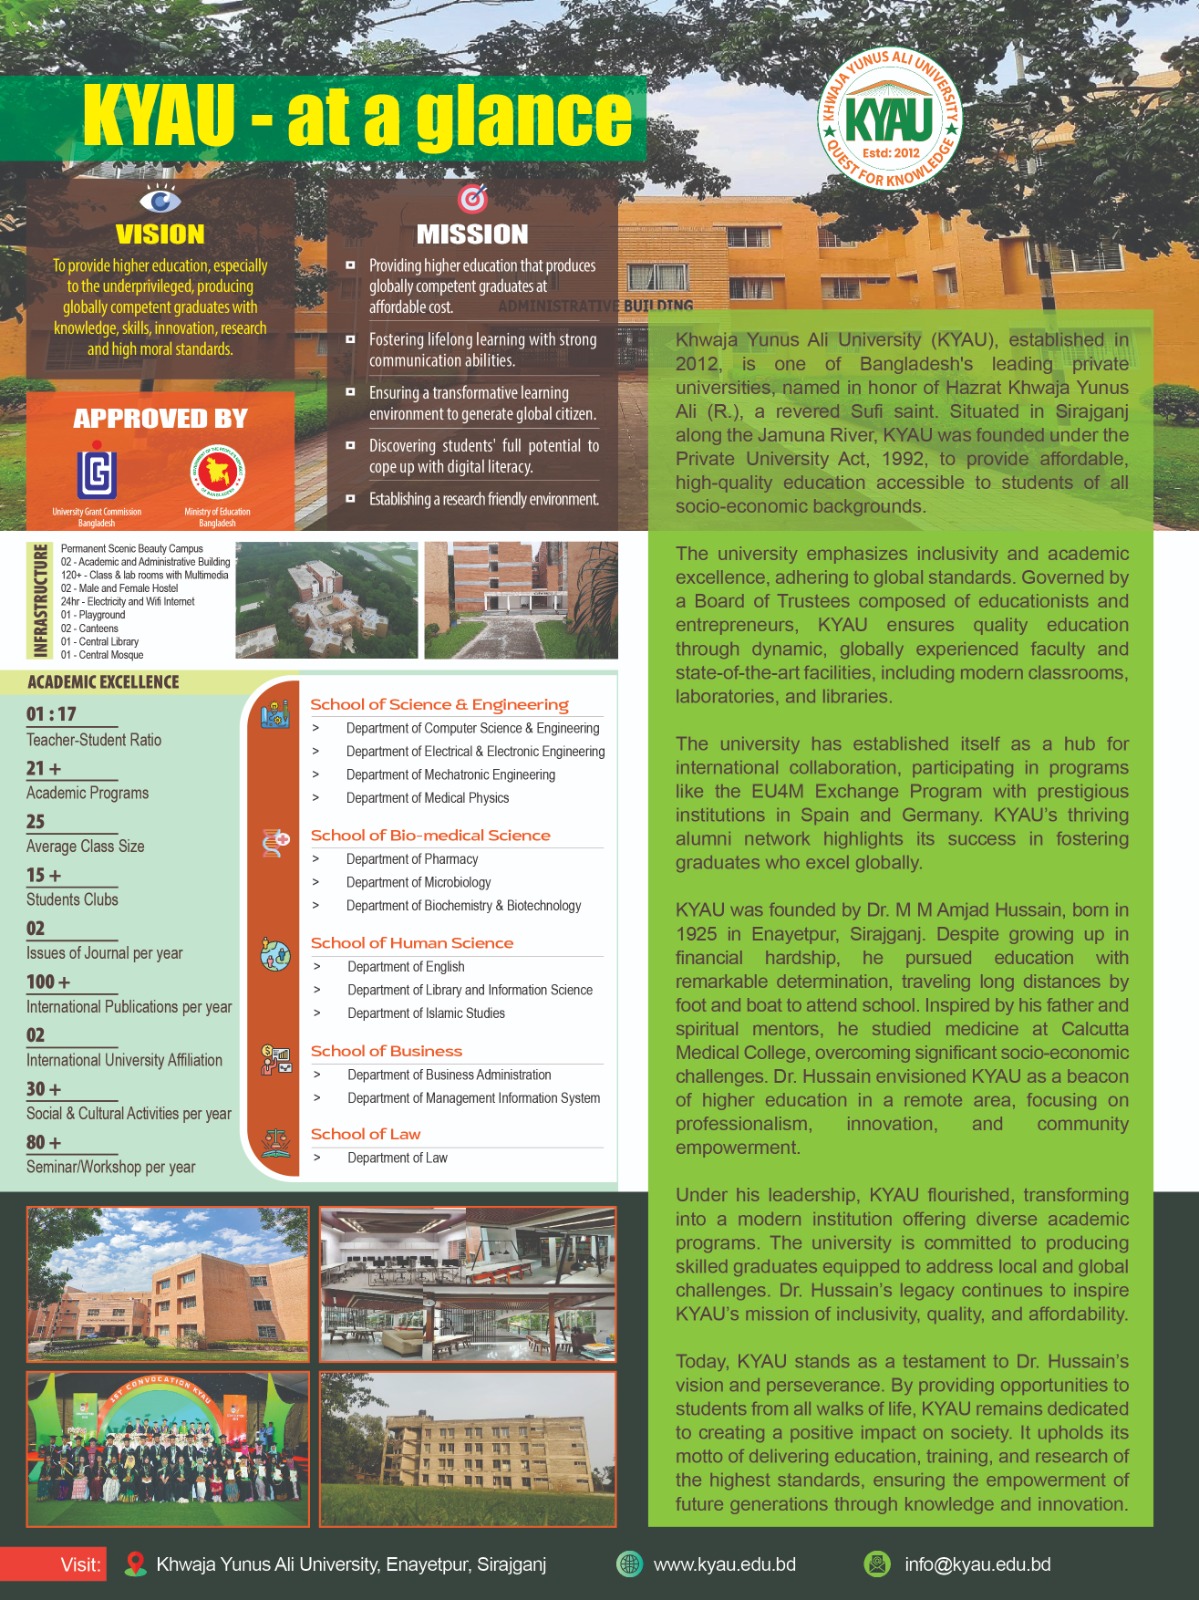 KYAU - at a glance
KHWAJA YUNUS ALI UNIVERSITY
KYAU
Estd: 2012
QUEST FOR KNOWLEDGE
VISION
To provide higher education, especially
to the underprivileged, producing
globally competent graduates with
knowledge, skills, innovation, research
and high moral standards.
APPROVED BY
University Grant Commission
Bangladesh
Ministry of Education
Bangladesh
MISSION
Providing higher education that produces
globally competent graduates at
affordable cost.
Fostering lifelong learning with strong
communication abilities.
Ensuring a transformative learning
environment to generate global citizen.
Discovering students' full potential to
cope up with digital literacy.
Establishing a research friendly environment.
ADMINISTRATIVE BUILDING
INFRASTRUCTURE
Permanent Scenic Beauty Campus
02 - Academic and Administrative Building
120+ - Class & lab rooms with Multimedia
02 - Male and Female Hostel
24hr - Electricity and Wifi Internet
01 - Playground
02 - Canteens
01 - Central Library
01 - Central Mosque
ACADEMIC EXCELLENCE
01 : 17
Teacher-Student Ratio
21 +
Academic Programs
25
Average Class Size
15 +
Students Clubs
02
Issues of Journal per year
100 +
International Publications per year
02
International University Affiliation
30 +
Social & Cultural Activities per year
80 +
Seminar/Workshop per year
School of Science & Engineering
> Department of Computer Science & Engineering
> Department of Electrical & Electronic Engineering
> Department of Mechatronic Engineering
> Department of Medical Physics
School of Bio-medical Science
> Department of Pharmacy
> Department of Microbiology
> Department of Biochemistry & Biotechnology
School of Human Science
> Department of English
> Department of Library and Information Science
> Department of Islamic Studies
School of Business
> Department of Business Administration
> Department of Management Information System
School of Law
> Department of Law
1ST CONVOCATION KYAU
Khwaja Yunus Ali University (KYAU), established in
2012, is one of Bangladesh's leading private
universities, named in honor of Hazrat Khwaja Yunus
Ali (R.), a revered Sufi saint. Situated in Sirajganj
along the Jamuna River, KYAU was founded under the
Private University Act, 1992, to provide affordable,
high-quality education accessible to students of all
socio-economic backgrounds.
The university emphasizes inclusivity and academic
excellence, adhering to global standards. Governed by
a Board of Trustees composed of educationists and
entrepreneurs, KYAU ensures quality education
through dynamic, globally experienced faculty and
state-of-the-art facilities, including modern classrooms,
laboratories, and libraries.
The university has established itself as a hub for
international collaboration, participating in programs
like the EU4M Exchange Program with prestigious
institutions in Spain and Germany. KYAU's thriving
alumni network highlights its success in fostering
graduates who excel globally.
KYAU was founded by Dr. M M Amjad Hussain, born in
1925 in Enayetpur, Sirajganj. Despite growing up in
financial hardship, he pursued education with
remarkable determination, traveling long distances by
foot and boat to attend school. Inspired by his father and
spiritual mentors, he studied medicine at Calcutta
Medical College, overcoming significant socio-economic
challenges. Dr. Hussain envisioned KYAU as a beacon
of higher education in a remote area, focusing on
professionalism, innovation, and community
empowerment.
Under his leadership, KYAU flourished, transforming
into a modern institution offering diverse academic
programs. The university is committed to producing
skilled graduates equipped to address local and global
challenges. Dr. Hussain's legacy continues to inspire
KYAU's mission of inclusivity, quality, and affordability.
Today, KYAU stands as a testament to Dr. Hussain's
vision and perseverance. By providing opportunities to
students from all walks of life, KYAU remains dedicated
to creating a positive impact on society. It upholds its
motto of delivering education, training, and research of
the highest standards, ensuring the empowerment of
future generations through knowledge and innovation.
Visit:
Khwaja Yunus Ali University, Enayetpur, Sirajganj
www.kyau.edu.bd
info@kyau.edu.bd